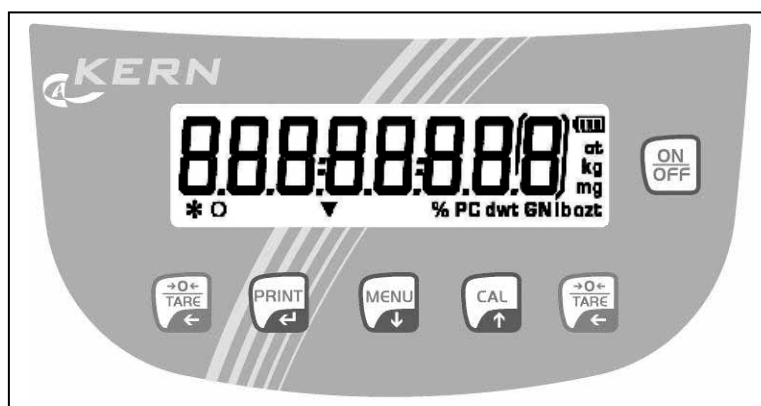 KERN
8.8.8:8.8:8.8.(8)
at
kg
mg
* O ▼ % PC dwt GN lb ozt
ON
OFF
→0← PRINT MENU CAL →0←
TARE TARE
← ↵ ↓ ↑ ←